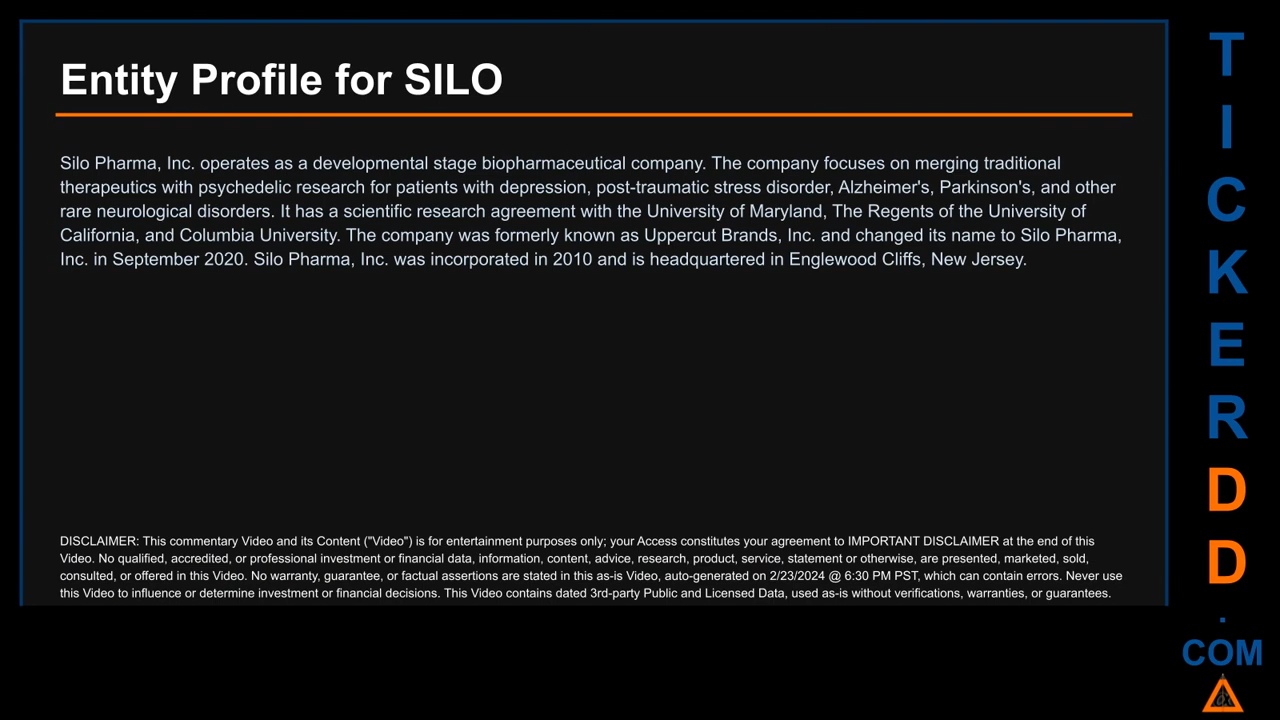 Entity Profile for SILO
Silo Pharma, Inc. operates as a developmental stage biopharmaceutical company. The company focuses on merging traditional
therapeutics with psychedelic research for patients with depression, post-traumatic stress disorder, Alzheimer's, Parkinson's, and other
rare neurological disorders. It has a scientific research agreement with the University of Maryland, The Regents of the University of
California, and Columbia University. The company was formerly known as Uppercut Brands, Inc. and changed its name to Silo Pharma,
Inc. in September 2020. Silo Pharma, Inc. was incorporated in 2010 and is headquartered in Englewood Cliffs, New Jersey.
DISCLAIMER: This commentary Video and its Content ("Video") is for entertainment purposes only; your Access constitutes your agreement to IMPORTANT DISCLAIMER at the end of this
Video. No qualified, accredited, or professional investment or financial data, information, content, advice, research, product, service, statement or otherwise, are presented, marketed, sold,
consulted, or offered in this Video. No warranty, guarantee, or factual assertions are stated in this as-is Video, auto-generated on 2/23/2024 @ 6:30 PM PST, which can contain errors. Never use
this Video to influence or determine investment or financial decisions. This Video contains dated 3rd-party Public and Licensed Data, used as-is without verifications, warranties, or guarantees.
T
I
C
K
E
R
D
D
.
COM